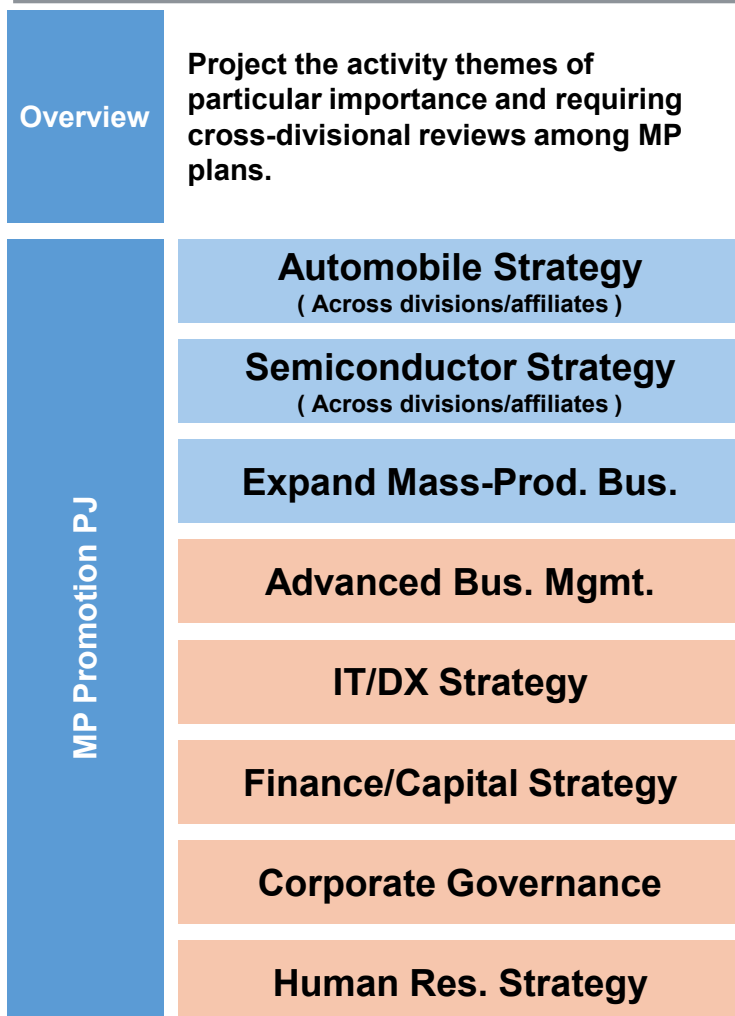 Overview
Project the activity themes of
particular importance and requiring
cross-divisional reviews among MP
plans.
MP Promotion PJ
Automobile Strategy
( Across divisions/affiliates )
Semiconductor Strategy
( Across divisions/affiliates )
Expand Mass-Prod. Bus.
Advanced Bus. Mgmt.
IT/DX Strategy
Finance/Capital Strategy
Corporate Governance
Human Res. Strategy